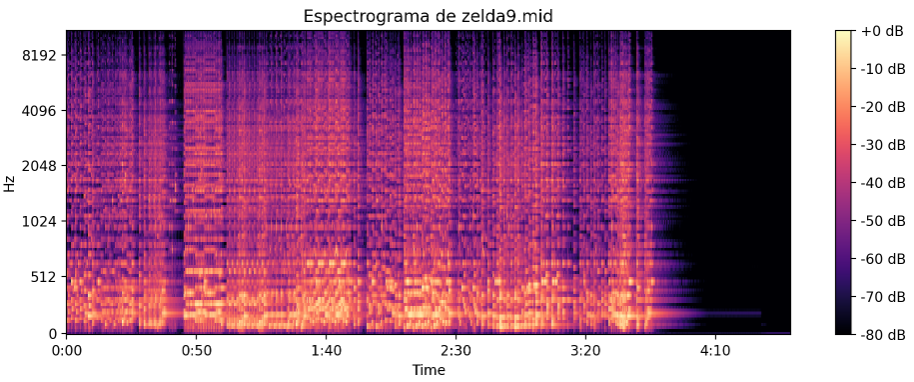 Espectrograma de zelda9.mid
Hz
8192
4096
2048
1024
512
0
0:00
0:50
1:40
2:30
3:20
4:10
Time
+0 dB
-10 dB
-20 dB
-30 dB
-40 dB
-50 dB
-60 dB
-70 dB
-80 dB